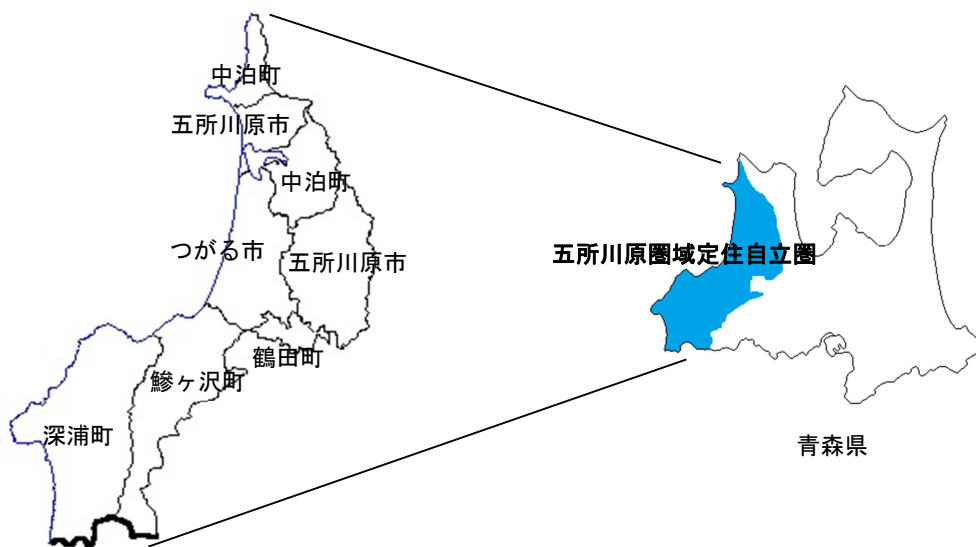 中泊町
五所川原市
中泊町
つがる市
五所川原市
鶴田町
鰺ヶ沢町
深浦町
五所川原圏域定住自立圏
青森県